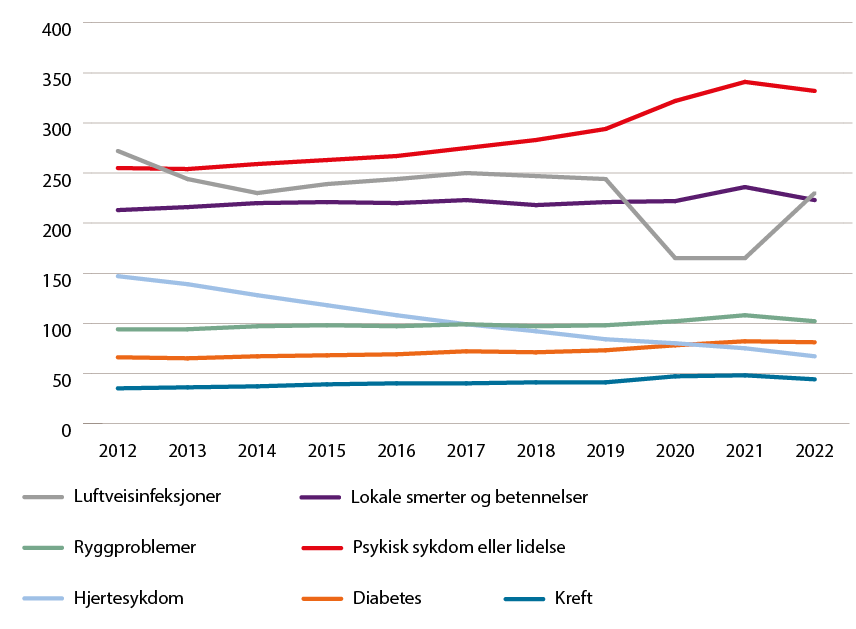 400
350
300
250
200
150
100
50
0
2012 2013 2014 2015 2016 2017 2018 2019 2020 2021 2022
Luftveisinfeksjoner Lokale smerter og betennelser
Ryggproblemer Psykisk sykdom eller lidelse
Hjertesykdom Diabetes Kreft